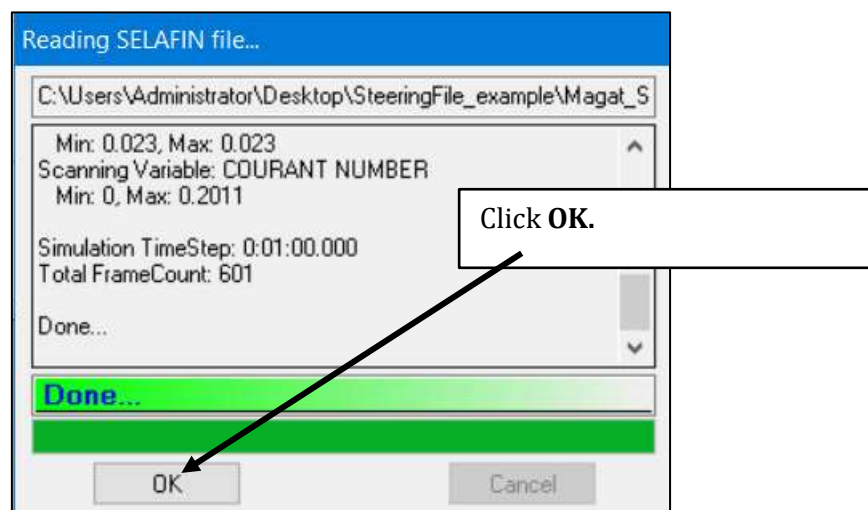 Reading SELAFIN file...
C:\Users\Administrator\Desktop\SteeringFile_example\Magat_S
Min: 0.023, Max: 0.023
Scanning Variable: COURANT NUMBER
Min: 0, Max: 0.2011
Click OK.
Simulation TimeStep: 0:01:00.000
Total FrameCount: 601
Done...
Done...
OK
Cancel